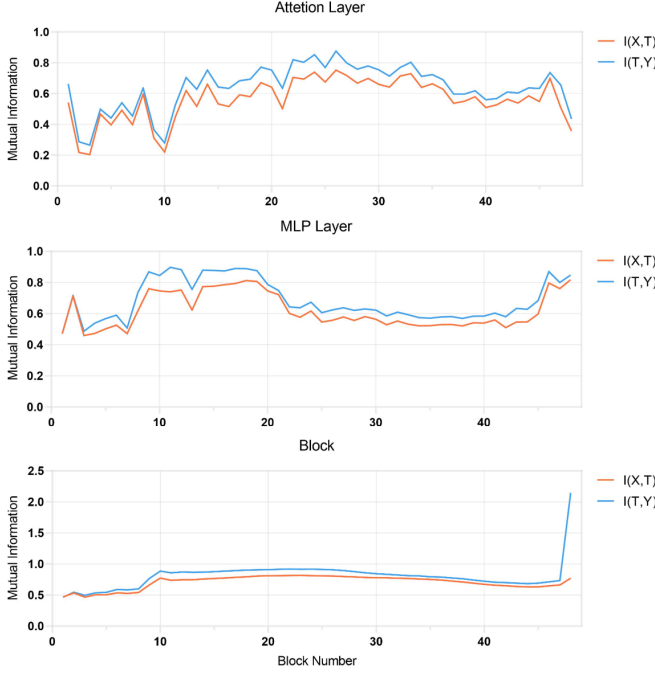 Attetion Layer
Mutual Information
1.0
0.8
0.6
0.4
0.2
0.0
0
10
20
30
40
I(X,T)
I(T,Y)
MLP Layer
Mutual Information
1.0
0.8
0.6
0.4
0.2
0.0
0
10
20
30
40
I(X,T)
I(T,Y)
Block
Mutual Information
2.5
2.0
1.5
1.0
0.5
0.0
0
10
20
30
40
Block Number
I(X,T)
I(T,Y)